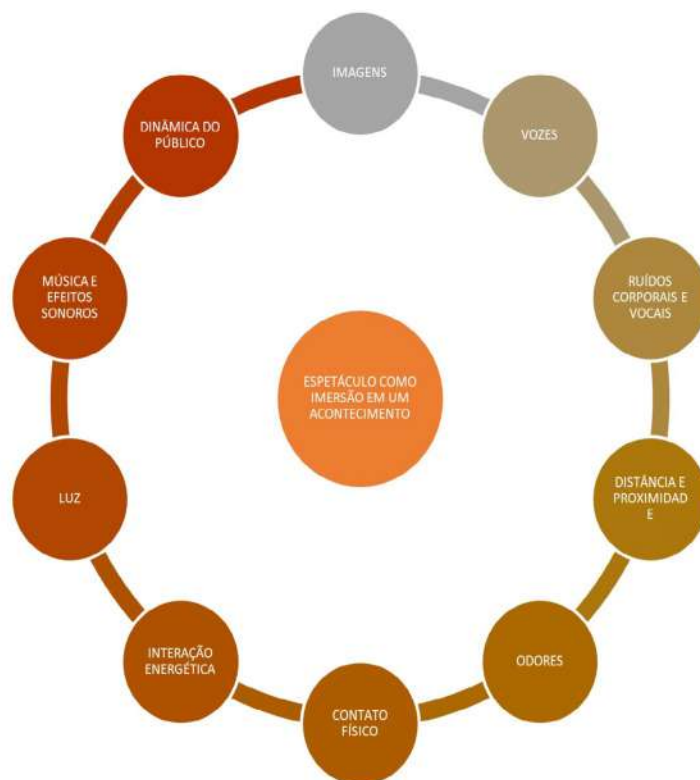 IMAGENS
VOZES
RUÍDOS
CORPORAIS E
VOCAIS
DISTÂNCIA E
PROXIMIDAD
E
ODORES
CONTATO
FÍSICO
INTERAÇÃO
ENERGÉTICA
LUZ
MÚSICA E
EFEITOS
SONOROS
DINÂMICA DO
PÚBLICO
ESPETÁCULO COMO
IMERSÃO EM UM
ACONTECIMENTO